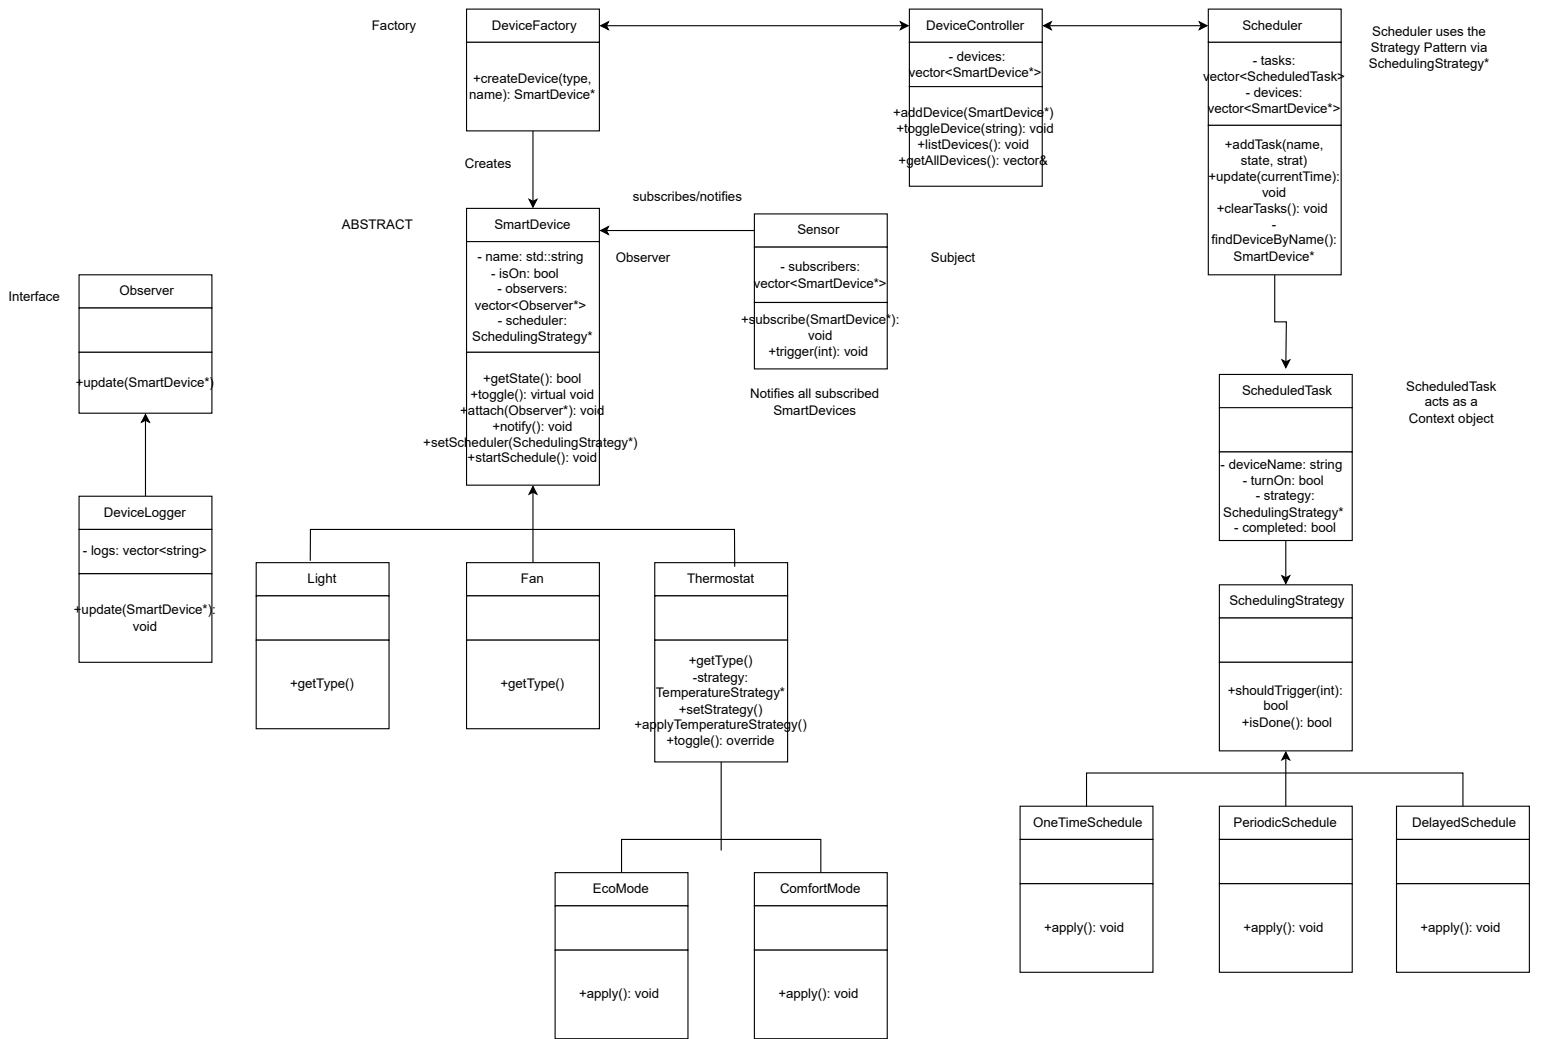 Factory
DeviceFactory
+createDevice(type,
name): SmartDevice*
DeviceController
- devices:
vector<SmartDevice*>
+addDevice(SmartDevice*)
+toggleDevice(string): void
+listDevices(): void
+getAllDevices(): vector&
Scheduler
- tasks:
vector<ScheduledTask>
- devices:
vector<SmartDevice*>
+addTask(name,
state, strat)
+update(currentTime):
void
+clearTasks(): void
-
findDeviceByName():
SmartDevice*
Scheduler uses the
Strategy Pattern via
SchedulingStrategy*
Creates
subscribes/notifies
ABSTRACT
SmartDevice
- name: std::string
- isOn: bool
- observers:
vector<Observer*>
- scheduler:
SchedulingStrategy*
+getState(): bool
+toggle(): virtual void
+attach(Observer*): void
+notify(): void
+setScheduler(SchedulingStrategy*)
+startSchedule(): void
Observer
Sensor
- subscribers:
vector<SmartDevice*>
+subscribe(SmartDevice*):
void
+trigger(int): void
Subject
Notifies all subscribed
SmartDevices
Interface
Observer
+update(SmartDevice*)
DeviceLogger
- logs: vector<string>
+update(SmartDevice*):
void
ScheduledTask
- deviceName: string
- turnOn: bool
- strategy:
SchedulingStrategy*
- completed: bool
ScheduledTask
acts as a
Context object
Light
+getType()
Fan
+getType()
Thermostat
+getType()
-strategy:
TemperatureStrategy*
+setStrategy()
+applyTemperatureStrategy()
+toggle(): override
SchedulingStrategy
+shouldTrigger(int):
bool
+isDone(): bool
OneTimeSchedule
+apply(): void
PeriodicSchedule
+apply(): void
DelayedSchedule
+apply(): void
EcoMode
+apply(): void
ComfortMode
+apply(): void